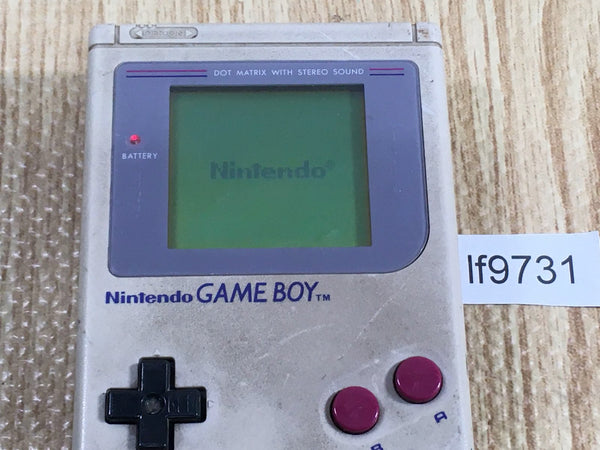 DOT MATRIX WITH STEREO SOUND
BATTERY
Nintendo®
lf9731
Nintendo GAME BOY™
A
B